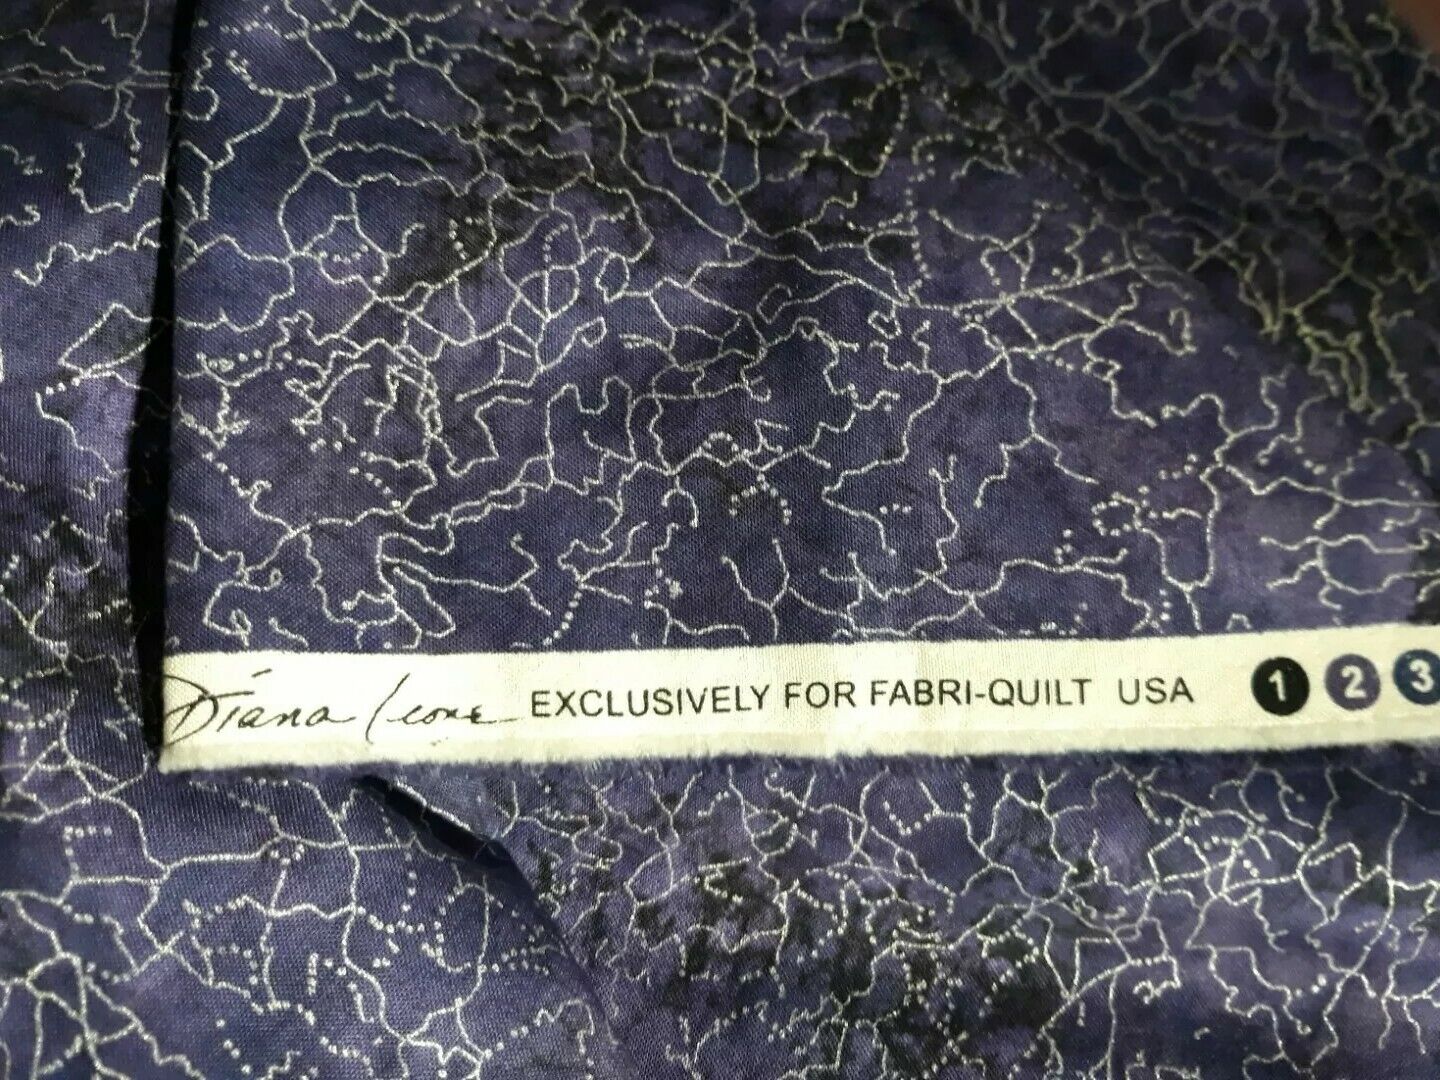 Diana Leone EXCLUSIVELY FOR FABRI-QUILT USA 1 2 3